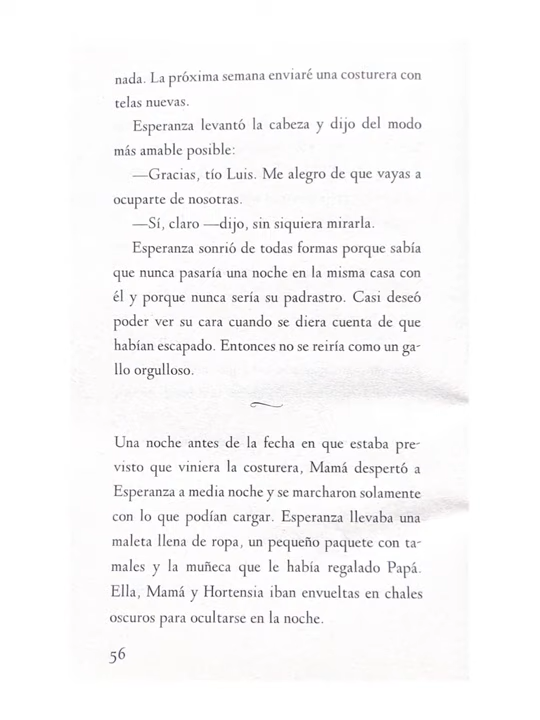 nada. La próxima semana enviaré una costurera con
telas nuevas.
Esperanza levantó la cabeza y dijo del modo
más amable posible:
—Gracias, tío Luis. Me alegro de que vayas a
ocuparte de nosotras.
—Sí, claro —dijo, sin siquiera mirarla.
Esperanza sonrió de todas formas porque sabía
que nunca pasaría una noche en la misma casa con
él y porque nunca sería su padrastro. Casi deseó
poder ver su cara cuando se diera cuenta de que
habían escapado. Entonces no se reiría como un ga-
llo orgulloso.
Una noche antes de la fecha en que estaba pre-
visto que viniera la costurera, Mamá despertó a
Esperanza a media noche y se marcharon solamente
con lo que podían cargar. Esperanza llevaba una
maleta llena de ropa, un pequeño paquete con ta-
males y la muñeca que le había regalado Papá.
Ella, Mamá y Hortensia iban envueltas en chales
oscuros para ocultarse en la noche.
56